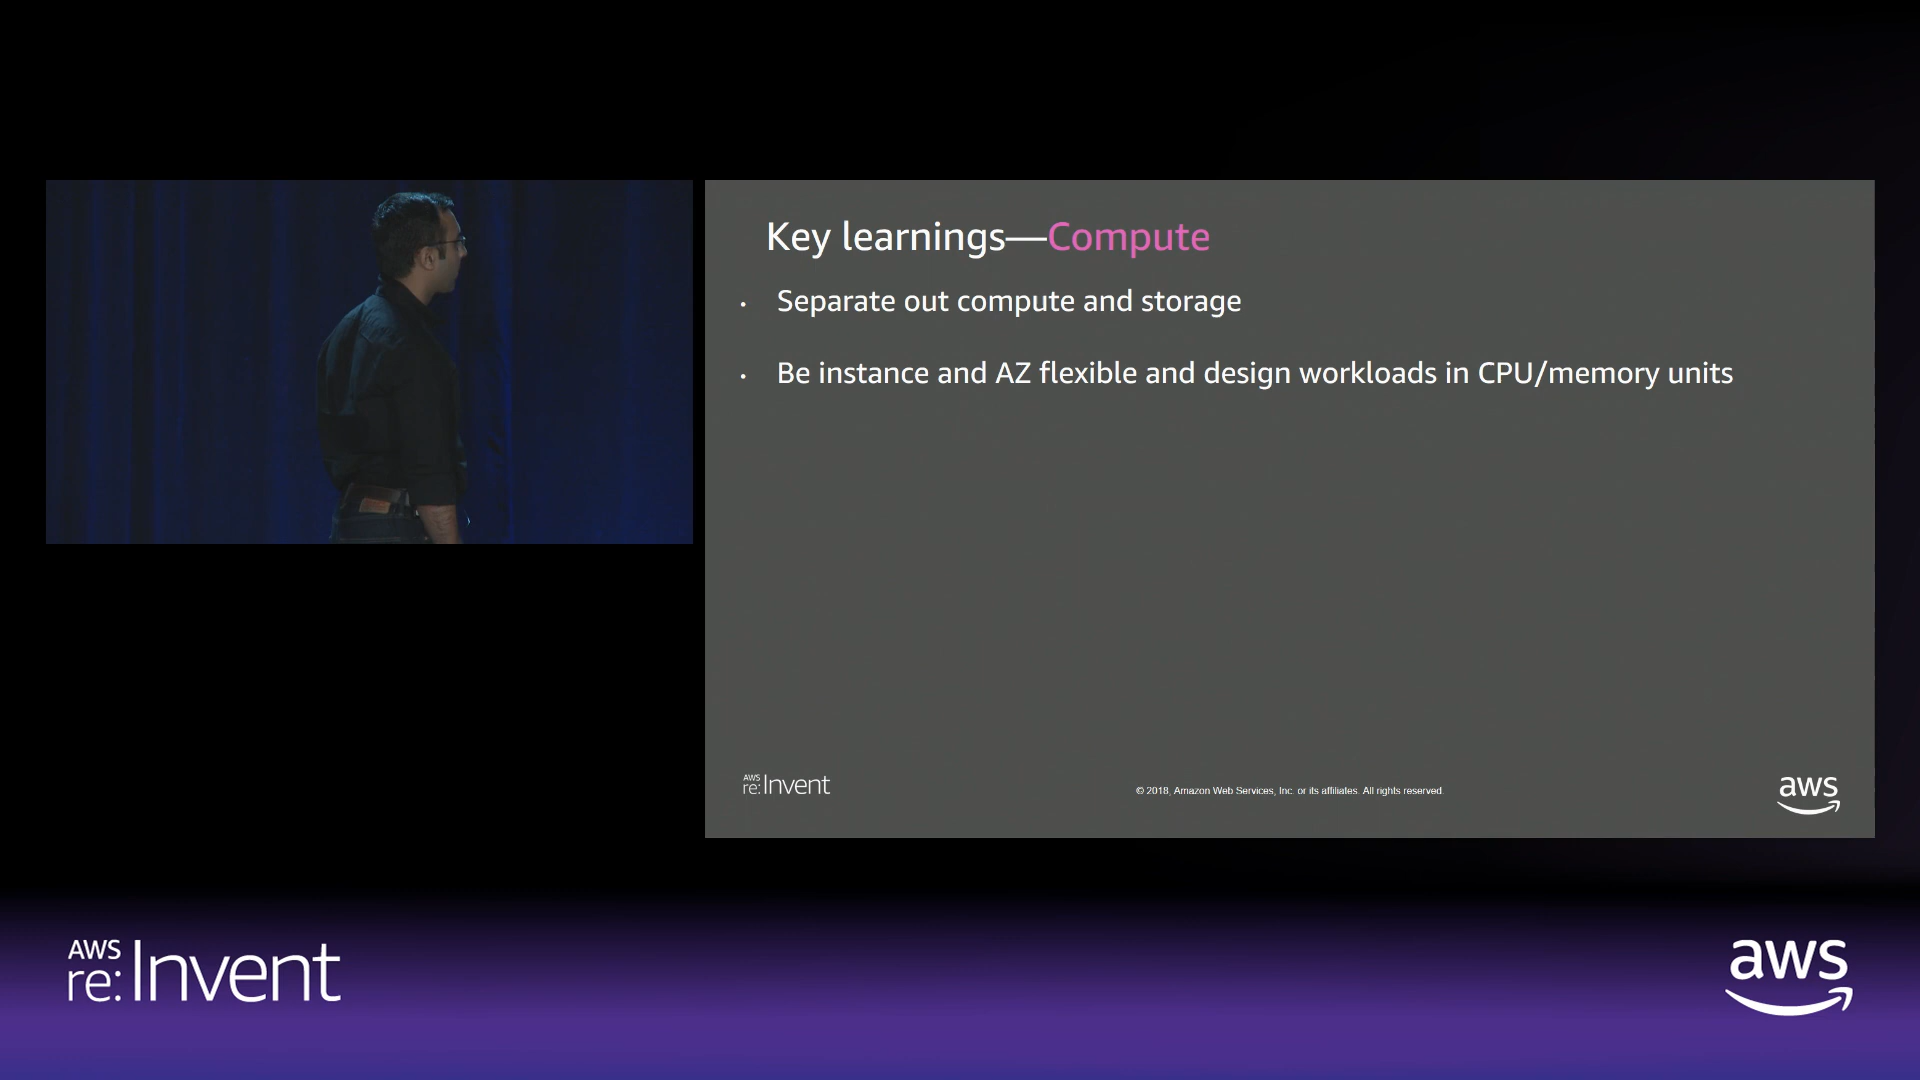 Key learnings—Compute
• Separate out compute and storage
• Be instance and AZ flexible and design workloads in CPU/memory units
AWS
re:Invent
© 2018, Amazon Web Services, Inc. or its affiliates. All rights reserved.
aws
AWS
re:Invent
aws